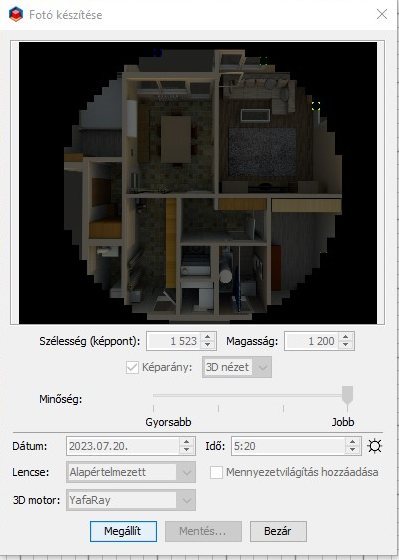 Fotó készítése
Szélesség (képpont): 1 523 Magasság: 1 200
Képarány: 3D nézet
Minőség:
Gyorsabb Jobb
Dátum: 2023.07.20. Idő: 5:20
Lencse: Alapértelmezett Mennyezetvilágítás hozzáadása
3D motor: YafaRay
Megállít Mentés... Bezár